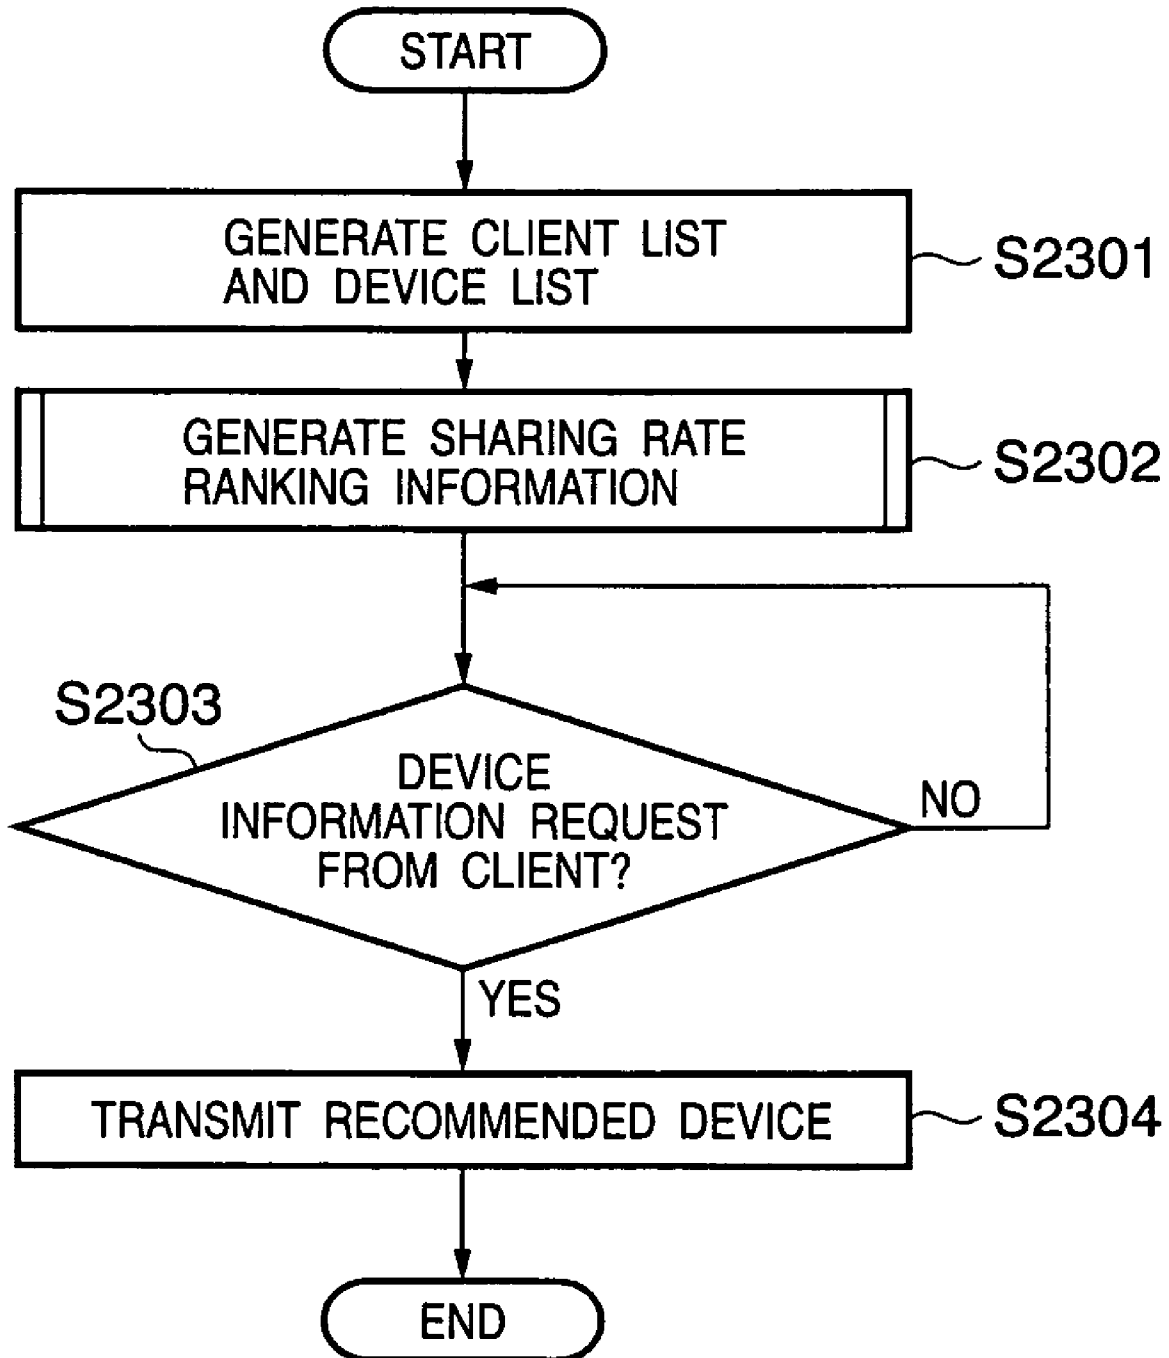 START
GENERATE CLIENT LIST
AND DEVICE LIST
S2301
GENERATE SHARING RATE
RANKING INFORMATION
S2302
S2303
DEVICE
INFORMATION REQUEST
FROM CLIENT?
NO
YES
TRANSMIT RECOMMENDED DEVICE
S2304
END